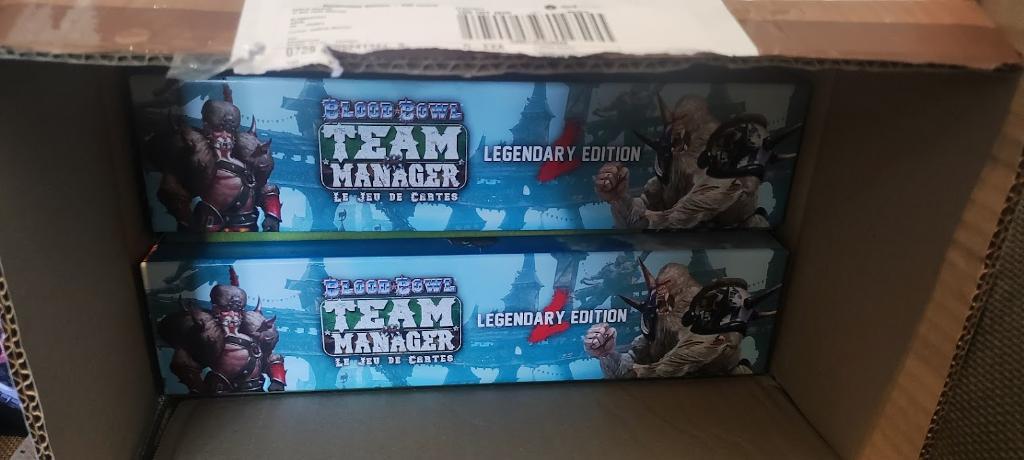 BLOOD BOWL
TEAM
MANAGER
LE JEU DE CARTES
LEGENDARY EDITION
BLOOD BOWL
TEAM
MANAGER
LE JEU DE CARTES
LEGENDARY EDITION